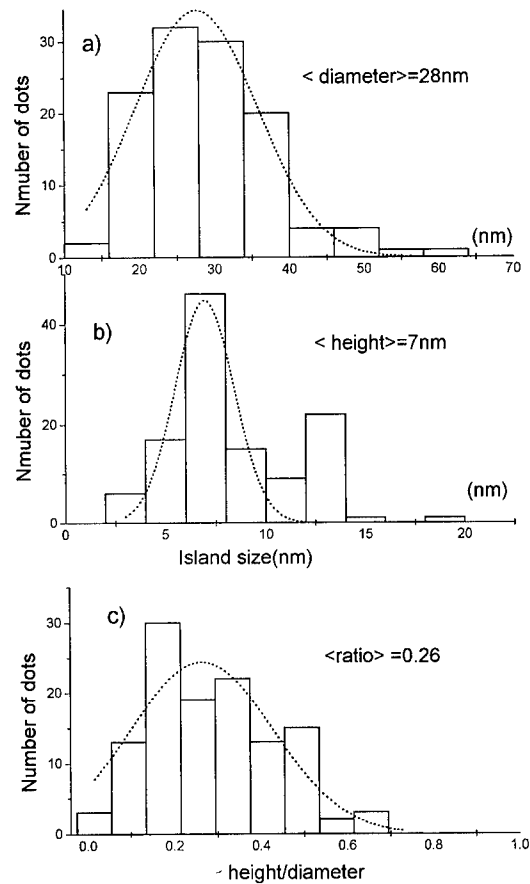 a)
< diameter>=28nm
Nmuber of dots
30
20
10
0
(nm)
10 20 30 40 50 60 70
b)
< height>=7nm
Nmuber of dots
40
20
0
(nm)
0 5 10 15 20
Island size(nm)
c)
<ratio> =0.26
Number of dots
30
20
10
0
0.0 0.2 0.4 0.6 0.8 1.0
height/diameter